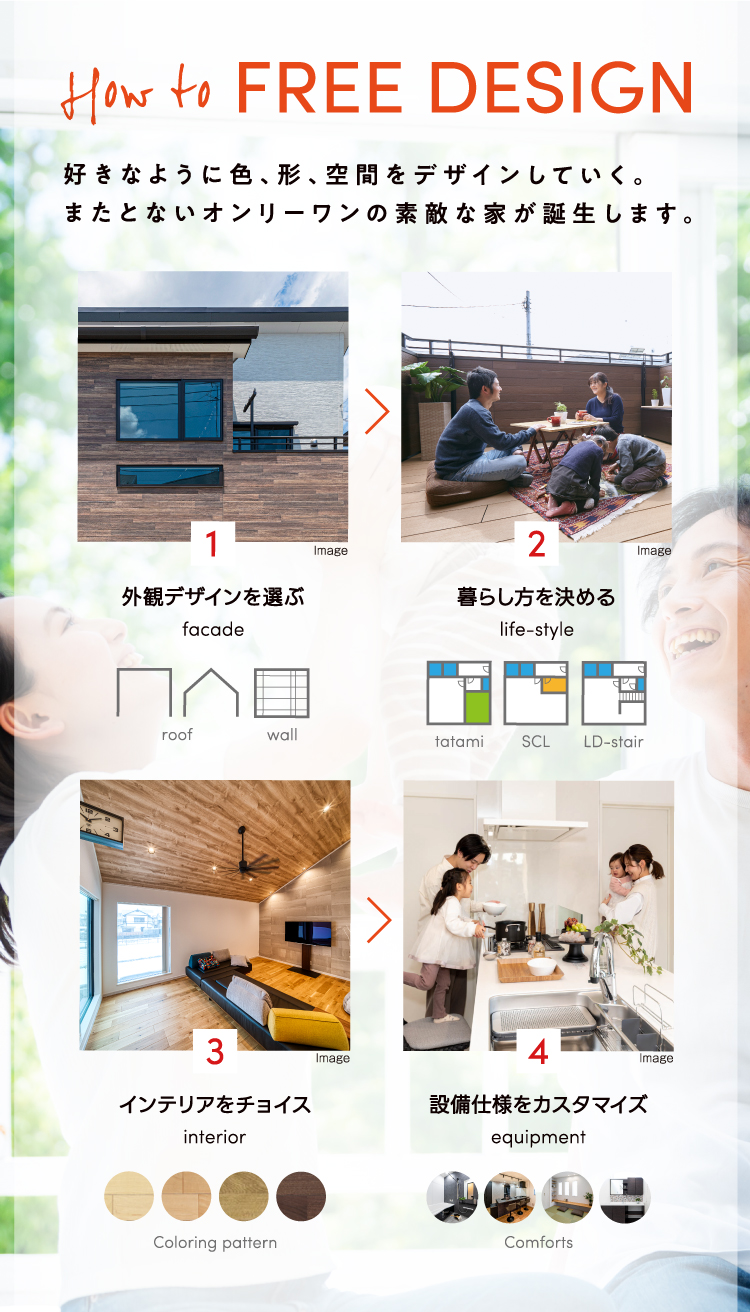 How to FREE DESIGN
好きなように色、形、空間をデザインしていく。
またとないオンリーワンの素敵な家が誕生します。
1
Image
2
Image
外観デザインを選ぶ
facade
暮らし方を決める
life-style
roof
wall
tatami
SCL
LD-stair
3
Image
4
Image
インテリアをチョイス
interior
設備仕様をカスタマイズ
equipment
Coloring pattern
Comforts